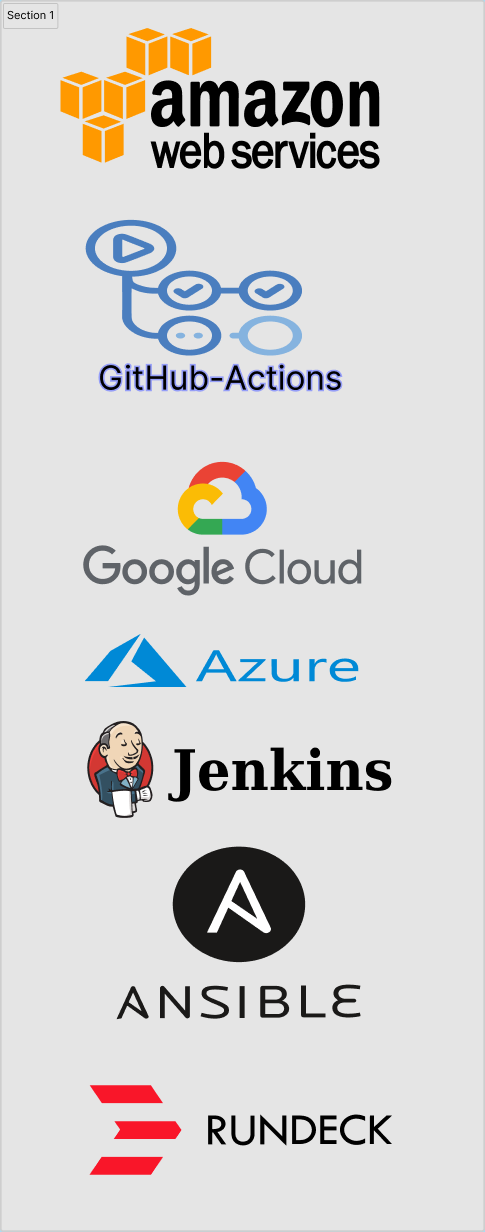 Section 1
amazon
web services
GitHub-Actions
Google Cloud
Azure
Jenkins
ANSIBLE
RUNDECK